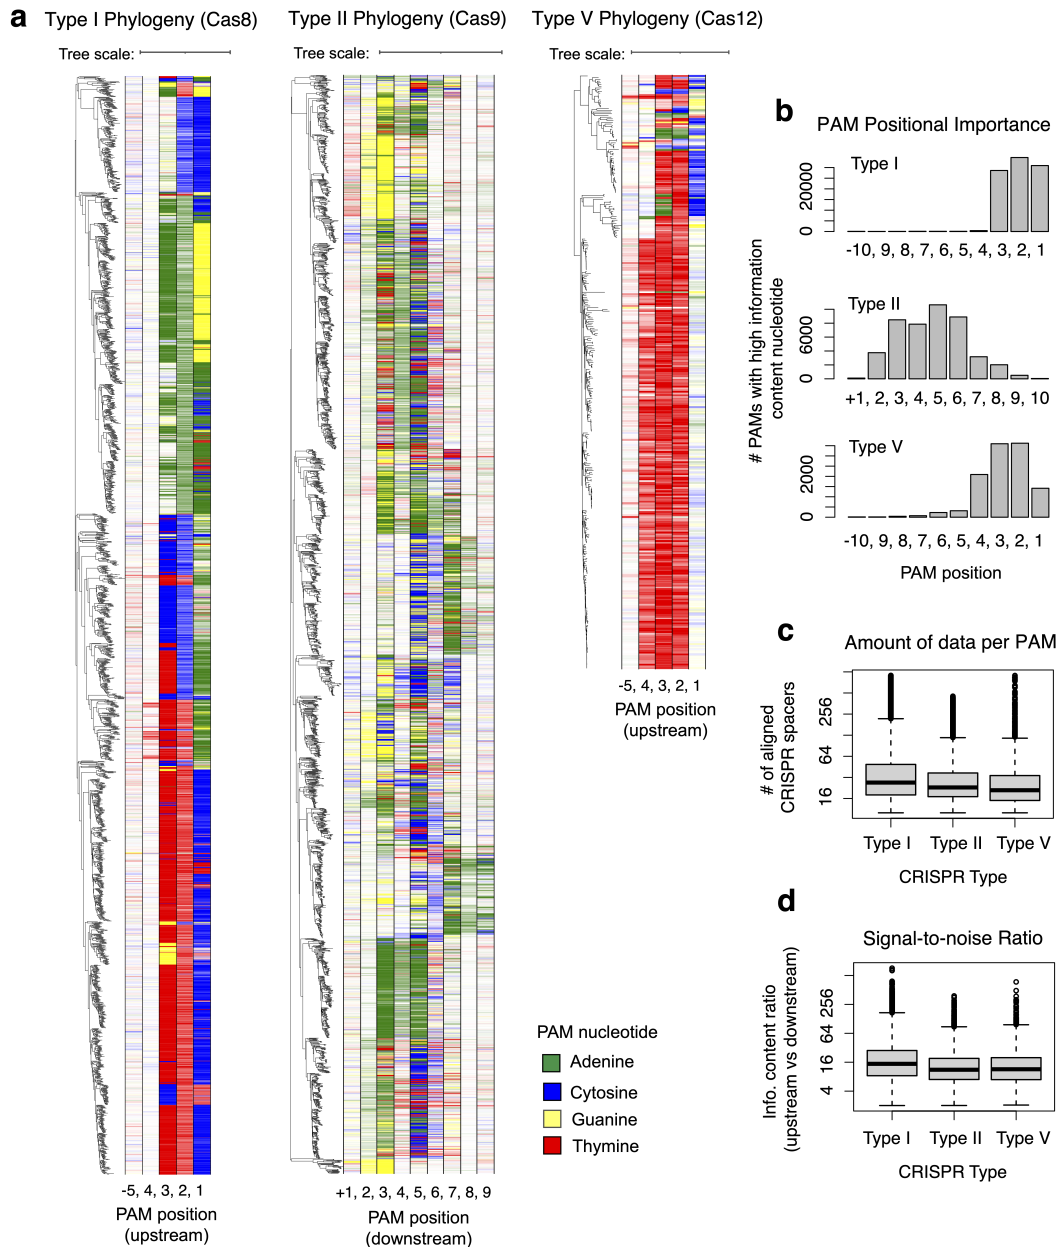 a
Type I Phylogeny (Cas8)
Tree scale:
-5, 4, 3, 2, 1
PAM position
(upstream)
Type II Phylogeny (Cas9)
Tree scale:
+1, 2, 3, 4, 5, 6, 7, 8, 9
PAM position
(downstream)
Type V Phylogeny (Cas12)
Tree scale:
-5, 4, 3, 2, 1
PAM position
(upstream)
PAM nucleotide
Adenine
Cytosine
Guanine
Thymine
b
PAM Positional Importance
# PAMs with high information
content nucleotide
Type I
20000
0
-10, 9, 8, 7, 6, 5, 4, 3, 2, 1
Type II
6000
0
+1, 2, 3, 4, 5, 6, 7, 8, 9, 10
Type V
2000
0
-10, 9, 8, 7, 6, 5, 4, 3, 2, 1
PAM position
c
Amount of data per PAM
# of aligned
CRISPR spacers
256
64
16
Type I Type II Type V
CRISPR Type
d
Signal-to-noise Ratio
Info. content ratio
(upstream vs downstream)
256
64
16
4
Type I Type II Type V
CRISPR Type